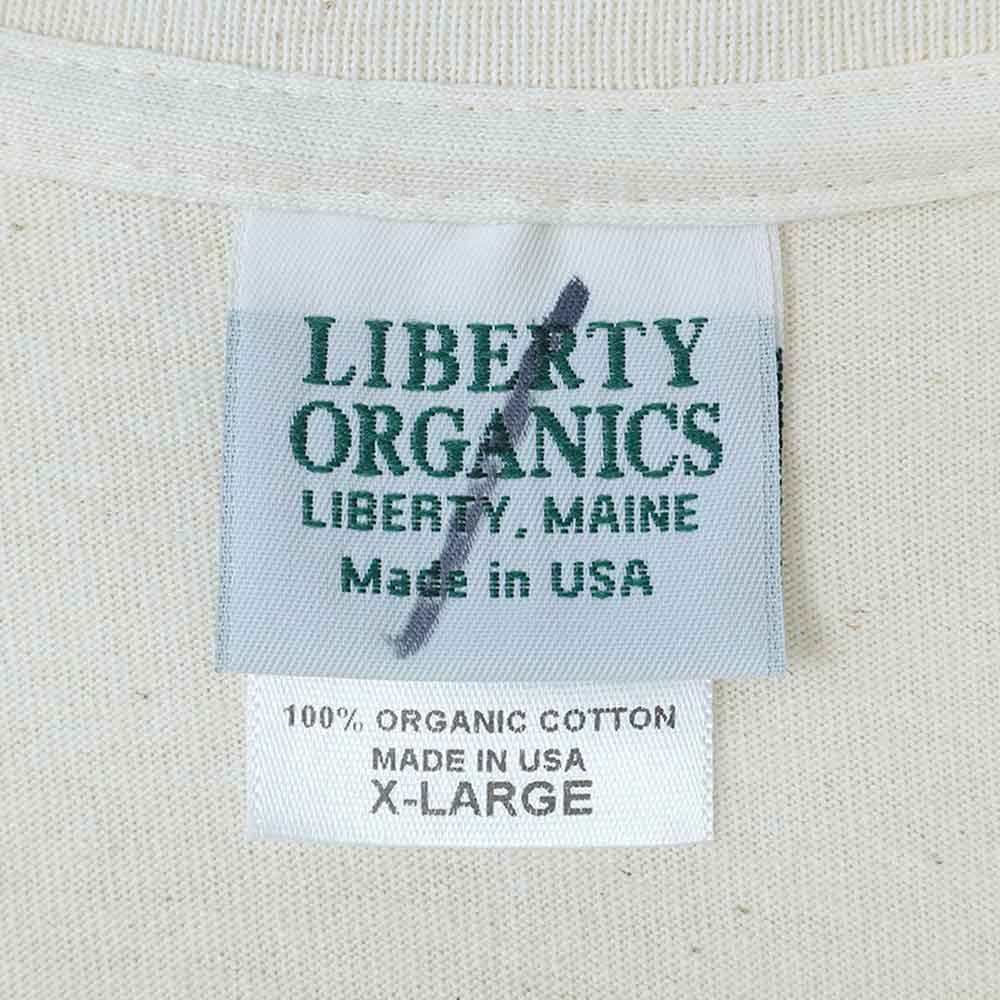 LIBERTY
ORGANICS
LIBERTY, MAINE
Made in USA
100% ORGANIC COTTON
MADE IN USA
X-LARGE